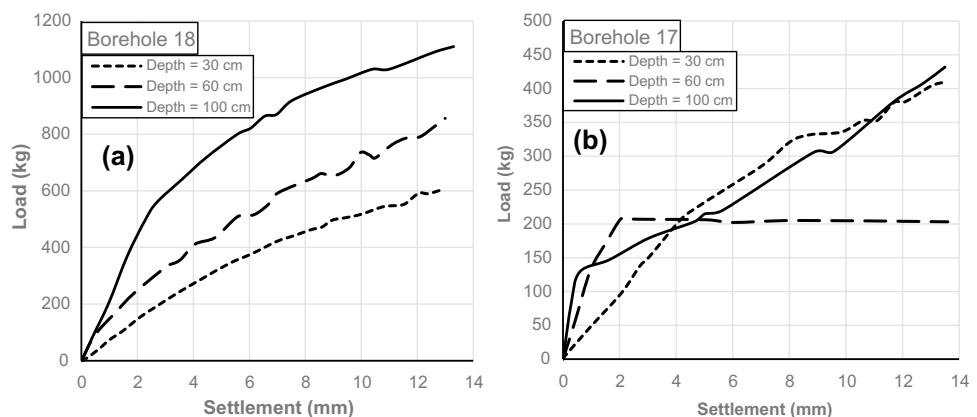 Borehole 18
Depth = 30 cm
Depth = 60 cm
Depth = 100 cm
(a)
Load (kg)
1200
1000
800
600
400
200
0
0 2 4 6 8 10 12 14
Settlement (mm)
Borehole 17
Depth = 30 cm
Depth = 60 cm
Depth = 100 cm
(b)
Load (kg)
500
450
400
350
300
250
200
150
100
50
0
0 2 4 6 8 10 12 14
Settlement (mm)